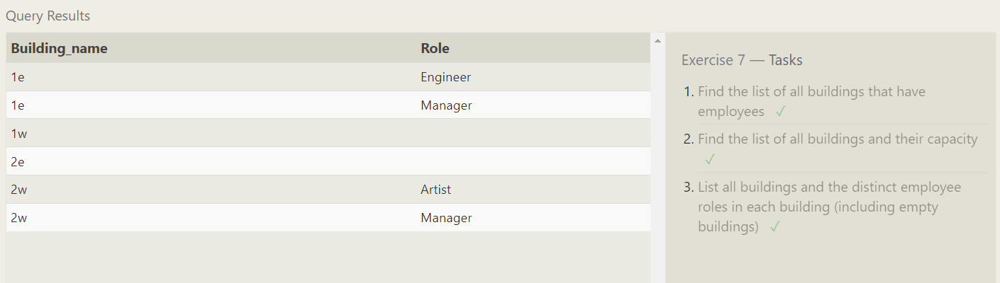 Query Results
Building_name Role
1e Engineer
1e Manager
1w
2e
2w Artist
2w Manager
Exercise 7 — Tasks
1. Find the list of all buildings that have
employees ✓
2. Find the list of all buildings and their capacity
✓
3. List all buildings and the distinct employee
roles in each building (including empty
buildings) ✓